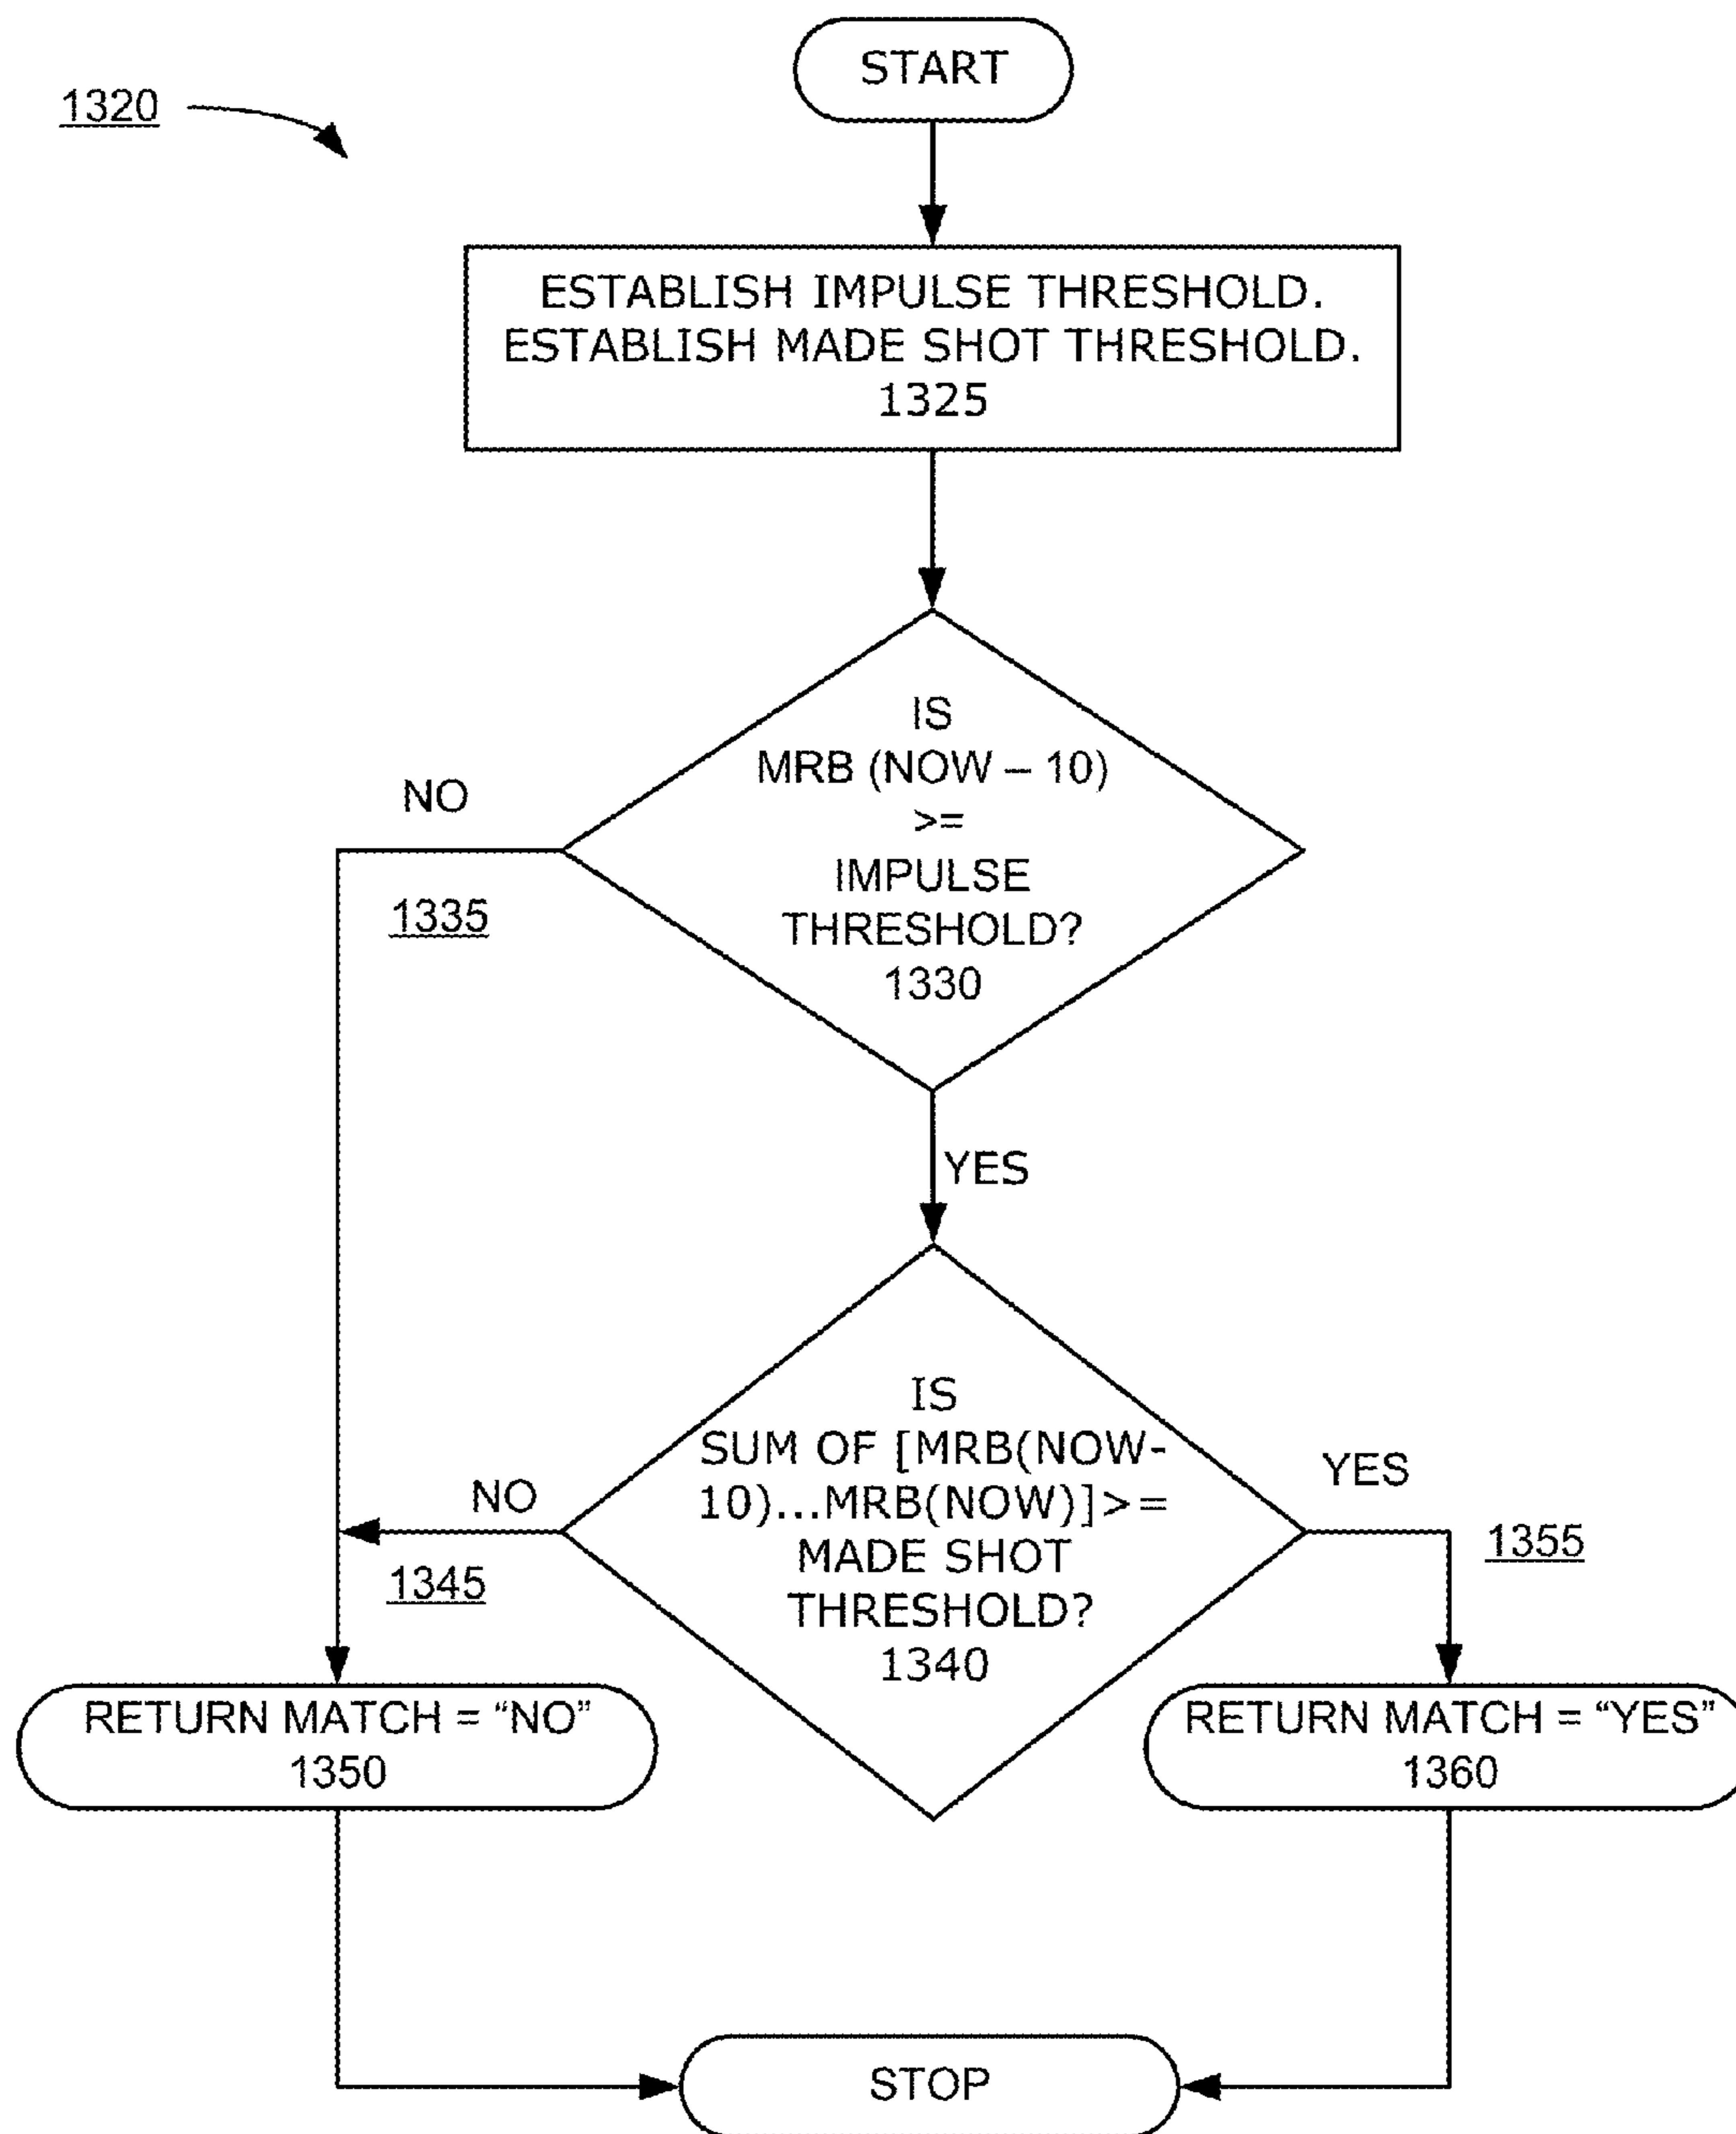 START
1320
ESTABLISH IMPULSE THRESHOLD.
ESTABLISH MADE SHOT THRESHOLD.
1325
IS
MRB (NOW – 10)
>=
IMPULSE
THRESHOLD?
1330
NO
1335
YES
IS
SUM OF [MRB(NOW-
10)...MRB(NOW)]>=
MADE SHOT
THRESHOLD?
1340
NO
1345
YES
1355
RETURN MATCH = “NO”
1350
RETURN MATCH = “YES”
1360
STOP